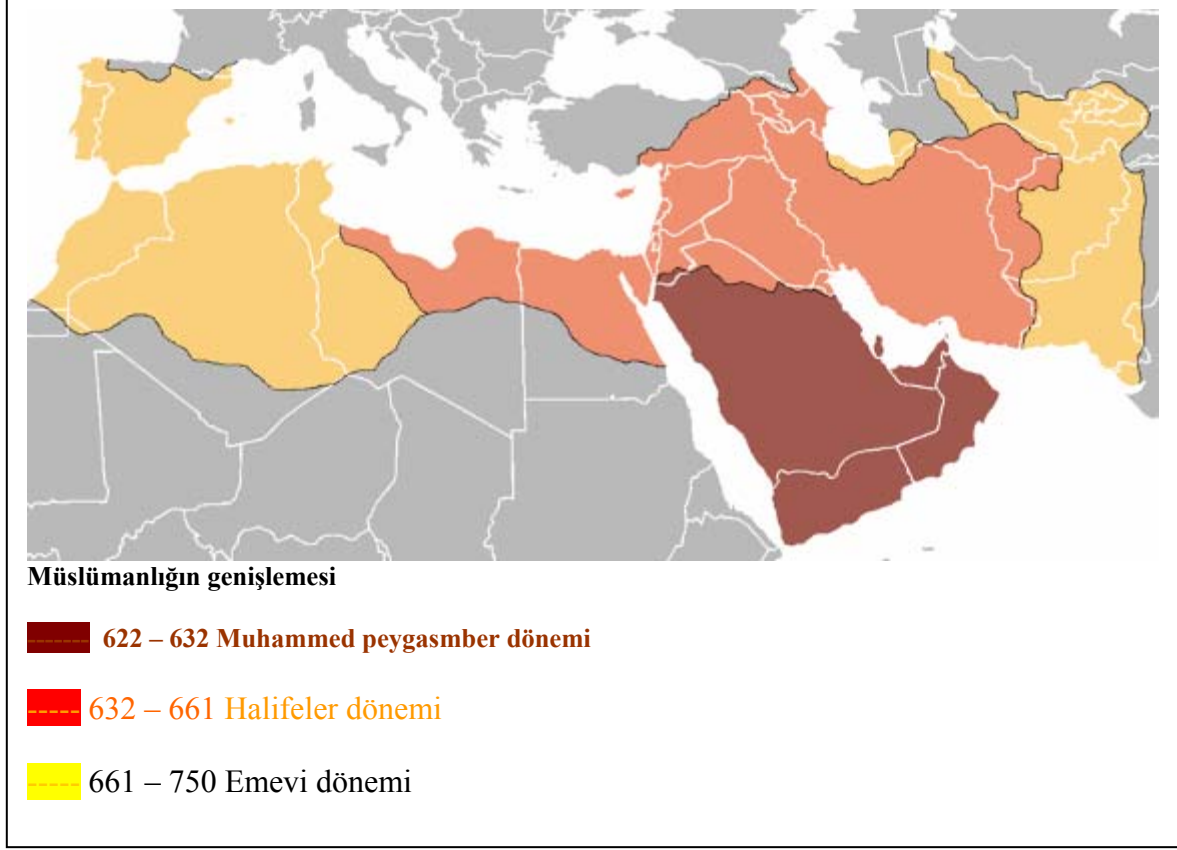 Müslümanlığın genişlemesi
------- 622 – 632 Muhammed peygasmber dönemi
----- 632 – 661 Halifeler dönemi
----- 661 – 750 Emevi dönemi